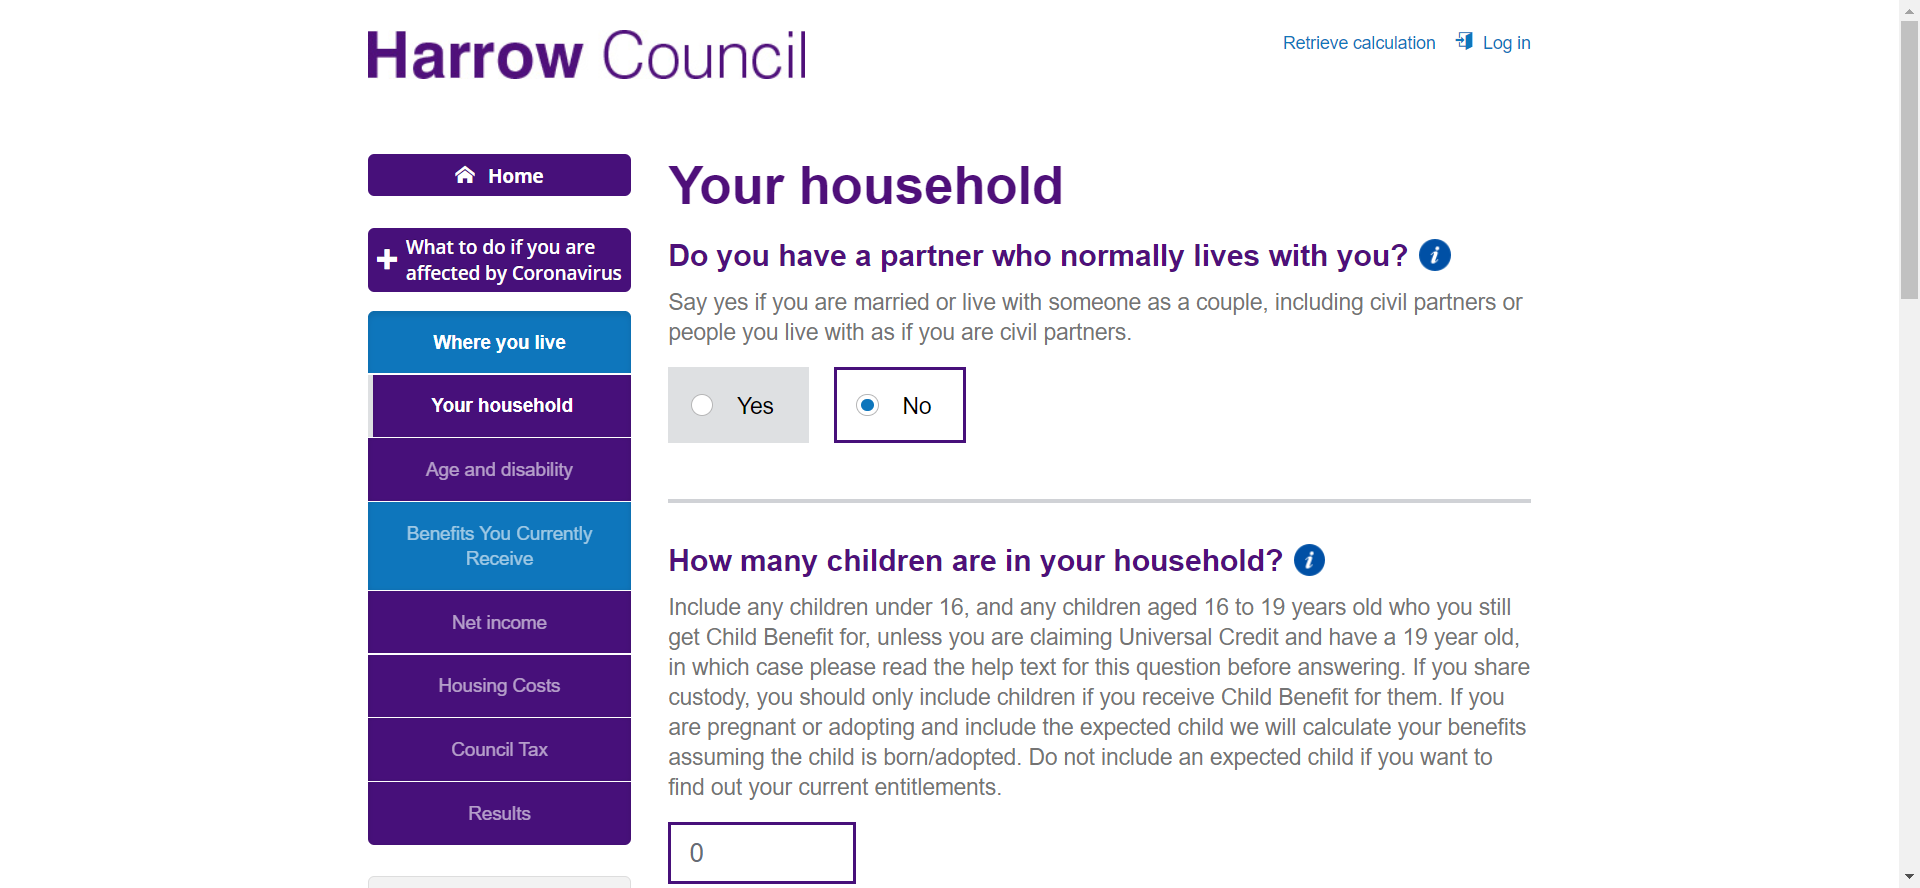 Harrow Council
Retrieve calculation
Log in
Home
What to do if you are
affected by Coronavirus
Where you live
Your household
Age and disability
Benefits You Currently
Receive
Net income
Housing Costs
Council Tax
Results
Your household
Do you have a partner who normally lives with you?
Say yes if you are married or live with someone as a couple, including civil partners or
people you live with as if you are civil partners.
Yes
No
How many children are in your household?
Include any children under 16, and any children aged 16 to 19 years old who you still
get Child Benefit for, unless you are claiming Universal Credit and have a 19 year old,
in which case please read the help text for this question before answering. If you share
custody, you should only include children if you receive Child Benefit for them. If you
are pregnant or adopting and include the expected child we will calculate your benefits
assuming the child is born/adopted. Do not include an expected child if you want to
find out your current entitlements.
0